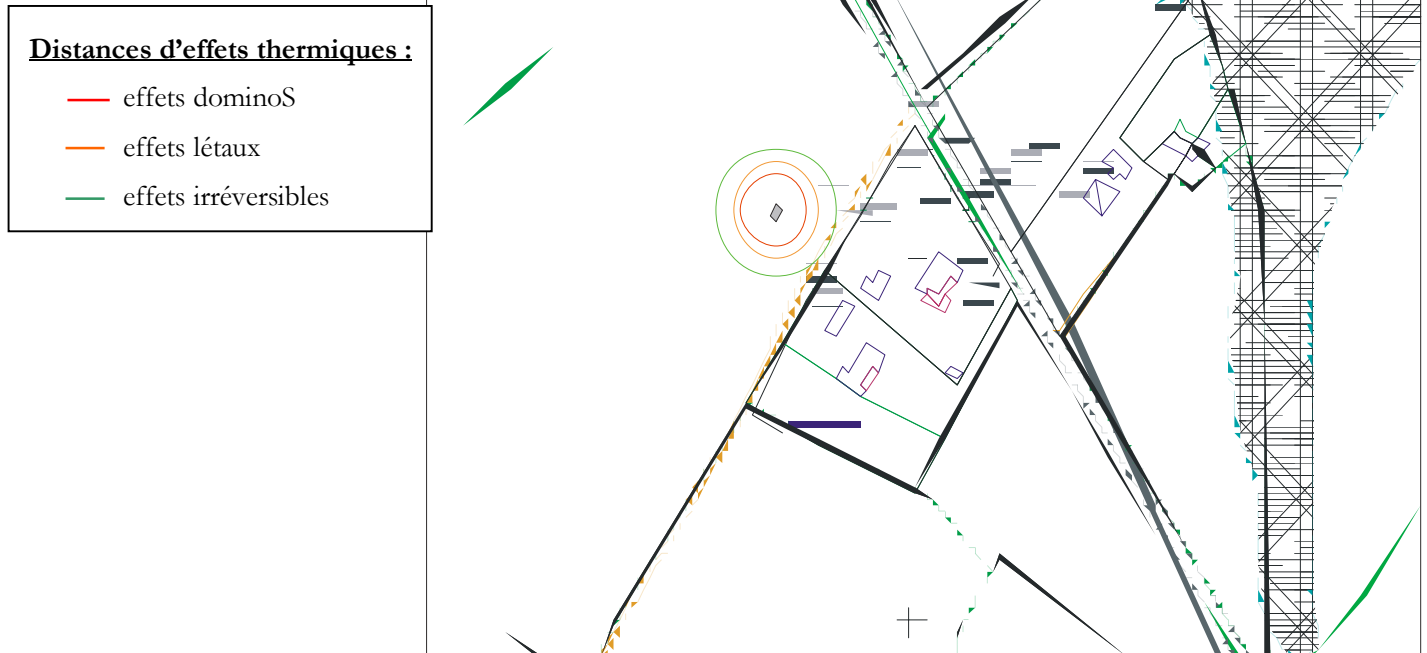 Distances d'effets thermiques :
effets dominoS
effets létaux
effets irréversibles